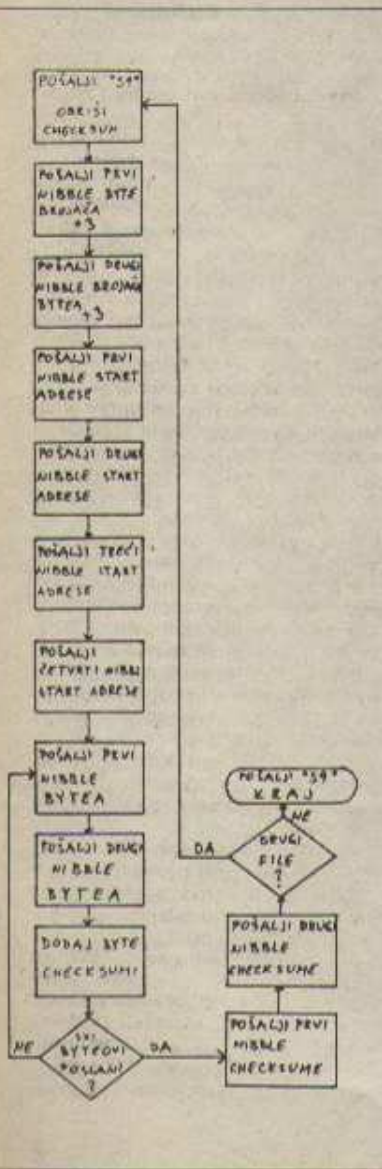 POŠALJI "S9"
OBRIŠI
CHECKSUM
POŠALJI PRVI
NIBBLE BYTE
BROJAČA
+3
POŠALJI DRUGI
NIBBLE BROJAČA
BYTEA +3
POŠALJI PRVI
NIBBLE START
ADRESE
POŠALJI DRUGI
NIBBLE START
ADRESE
POŠALJI TREĆI
NIBBLE START
ADRESE
POŠALJI
ČETVRTI NIBBL
START ADRESE
POŠALJI PRVI
NIBBLE
BYTEA
POŠALJI DRUGI
NIBBLE
BYTEA
DODAJ BYTE
CHECKSUMI
SVI
BYTEOVI
POSLANI
?
NE
DA
POŠALJI PRVI
NIBBLE
CHECKSUME
POŠALJI DRUGI
NIBBLE
CHECKSUME
DRUGI
FILE
?
DA
NE
POŠALJI "S9"
KRAJ